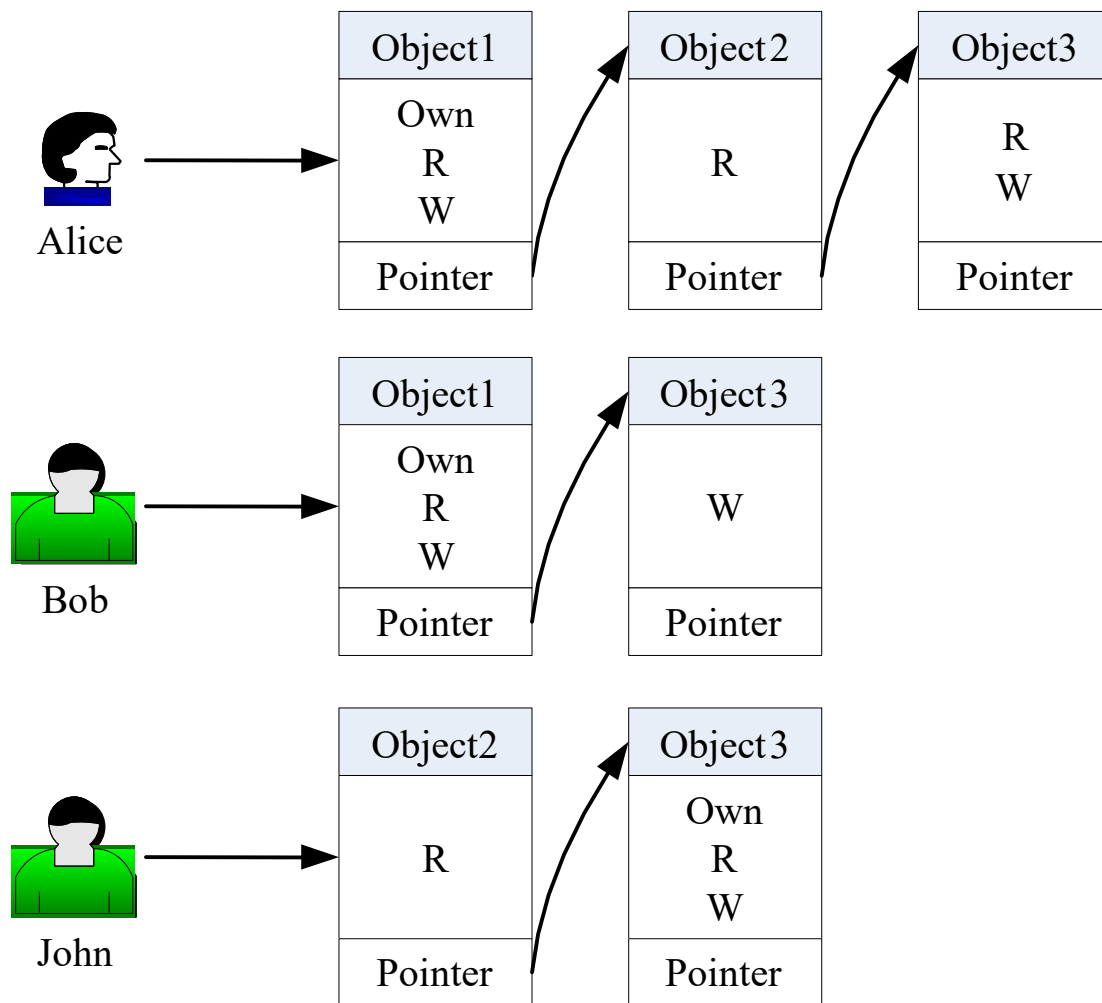 Object1
Own
R
W
Pointer
Object2
R
Pointer
Object3
R
W
Pointer
Alice
Object1
Own
R
W
Pointer
Object3
W
Pointer
Bob
Object2
R
Pointer
Object3
Own
R
W
Pointer
John